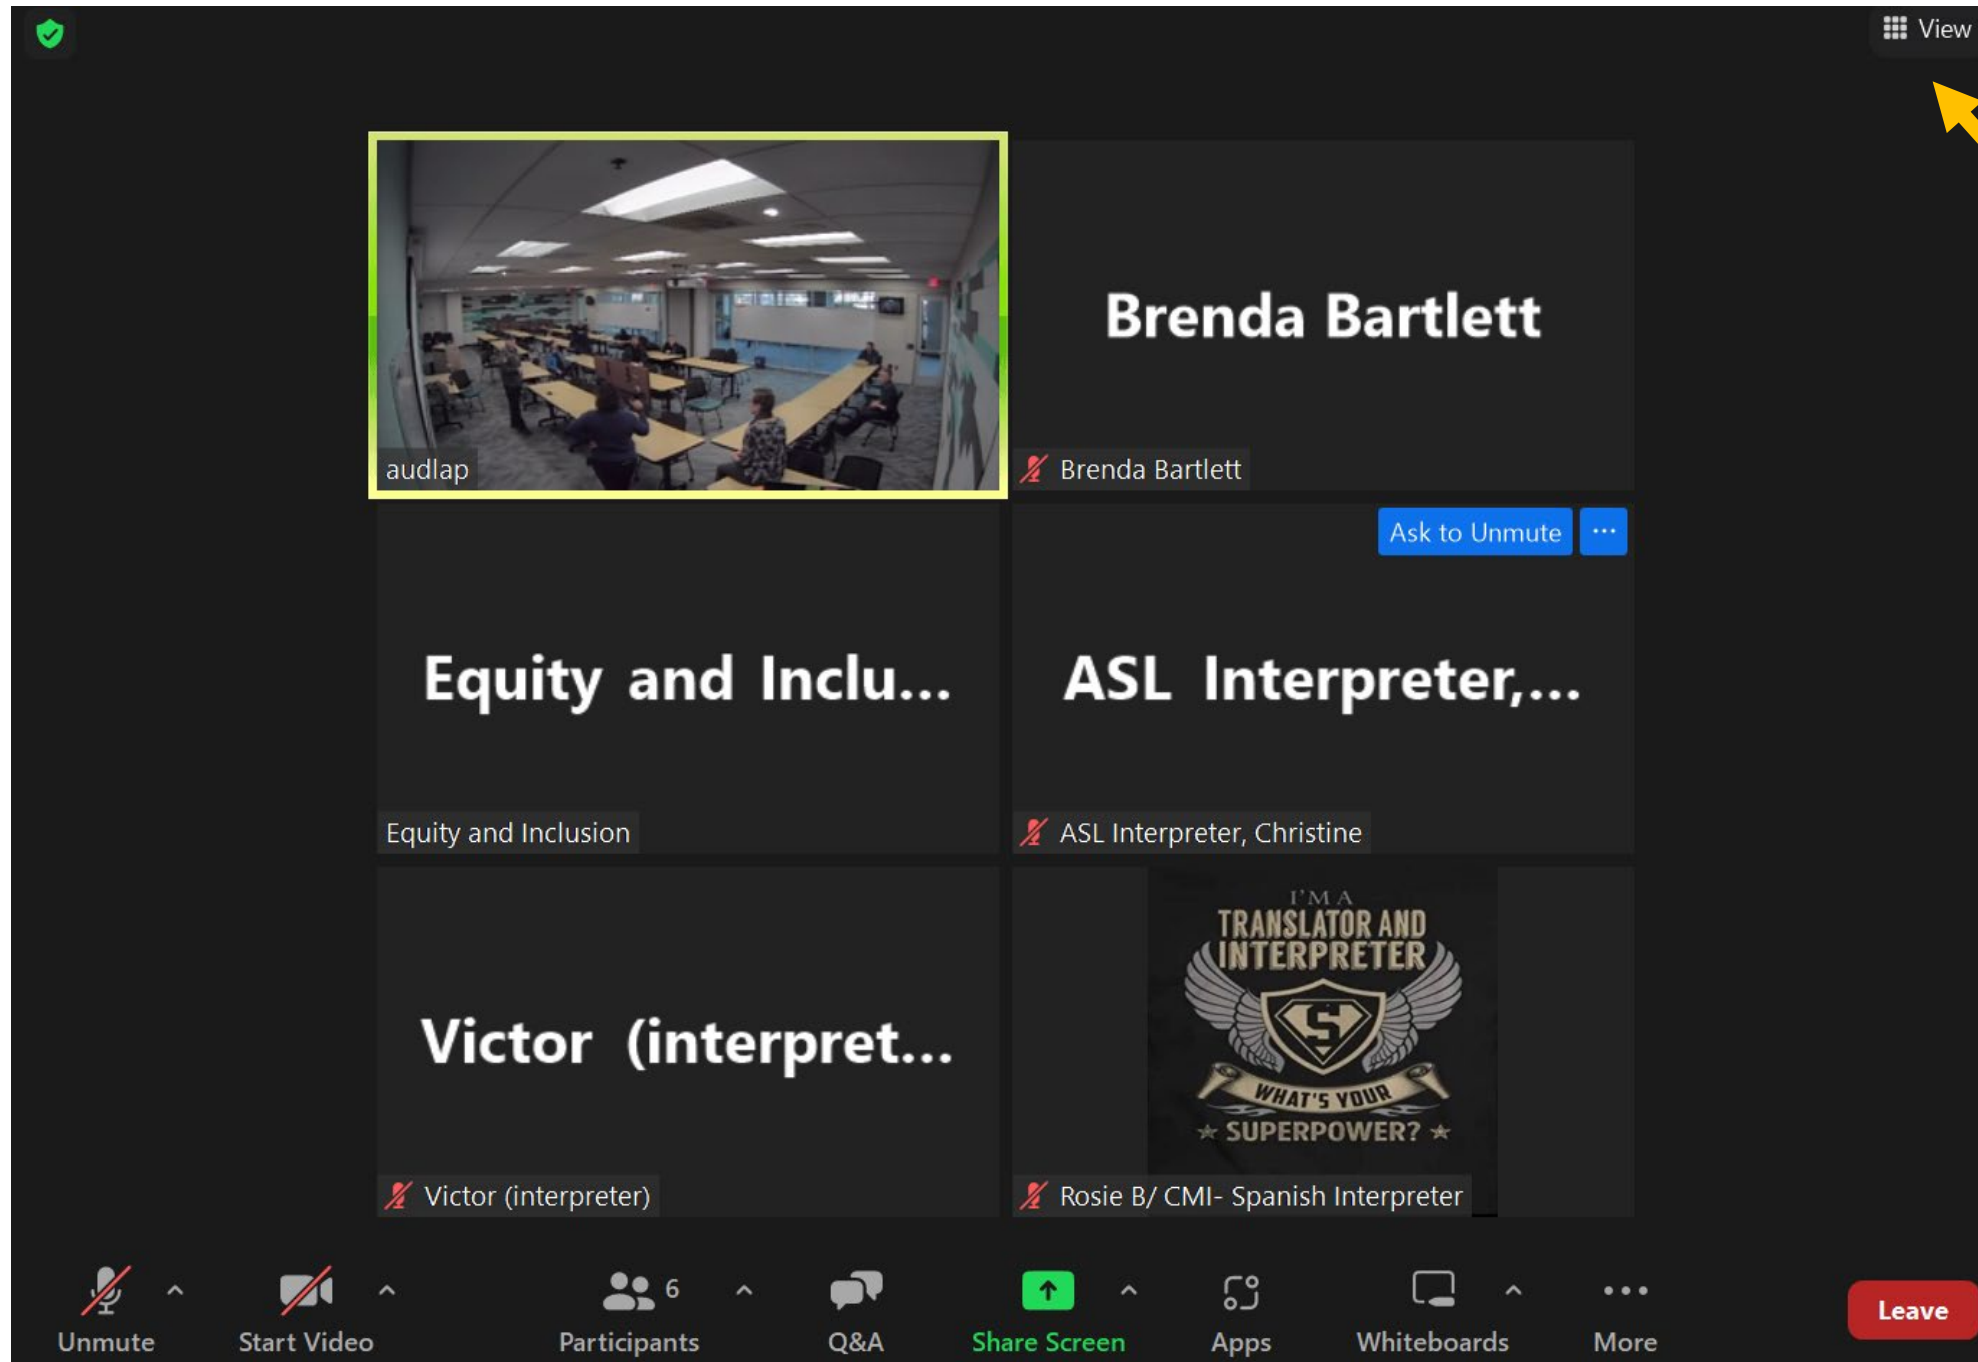 View
Brenda Bartlett
audlap
Brenda Bartlett
Ask to Unmute
Equity and Inclu...
ASL Interpreter,...
Equity and Inclusion
ASL Interpreter, Christine
Victor (interpret...
I'M A
TRANSLATOR AND
INTERPRETER
S
WHAT'S YOUR
SUPERPOWER?
Victor (interpreter)
Rosie B/ CMI- Spanish Interpreter
6
Unmute
Start Video
Participants
Q&A
Share Screen
Apps
Whiteboards
More
Leave